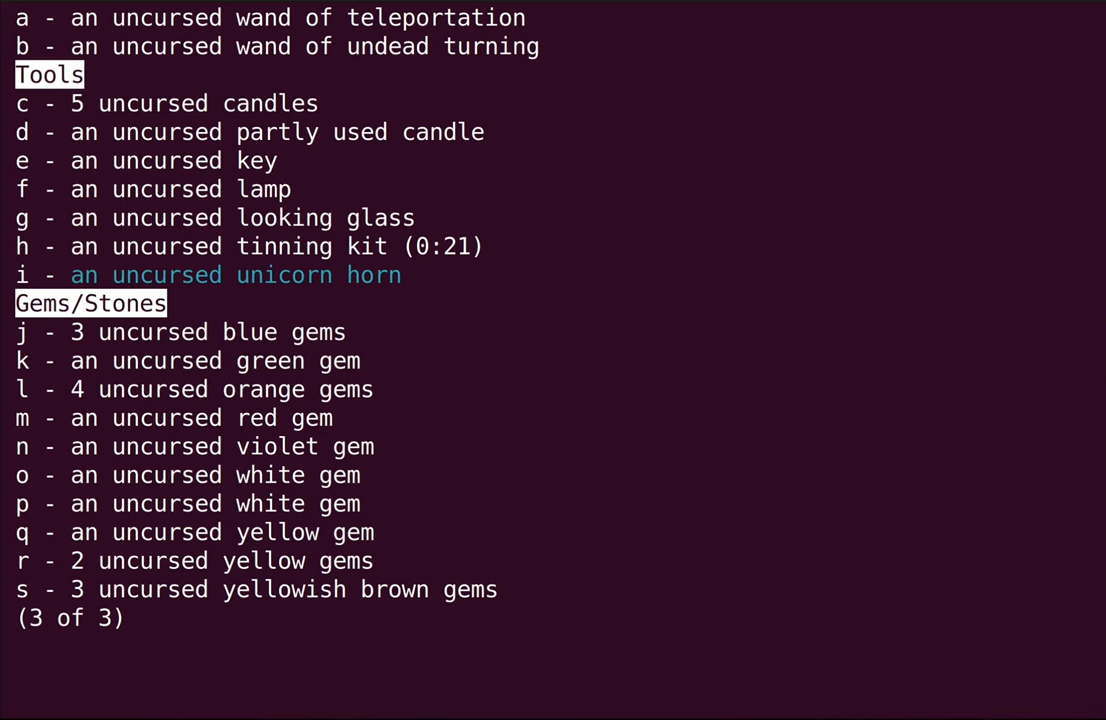 a - an uncursed wand of teleportation
b - an uncursed wand of undead turning
Tools
c - 5 uncursed candles
d - an uncursed partly used candle
e - an uncursed key
f - an uncursed lamp
g - an uncursed looking glass
h - an uncursed tinning kit (0:21)
i - an uncursed unicorn horn
Gems/Stones
j - 3 uncursed blue gems
k - an uncursed green gem
l - 4 uncursed orange gems
m - an uncursed red gem
n - an uncursed violet gem
o - an uncursed white gem
p - an uncursed white gem
q - an uncursed yellow gem
r - 2 uncursed yellow gems
s - 3 uncursed yellowish brown gems
(3 of 3)